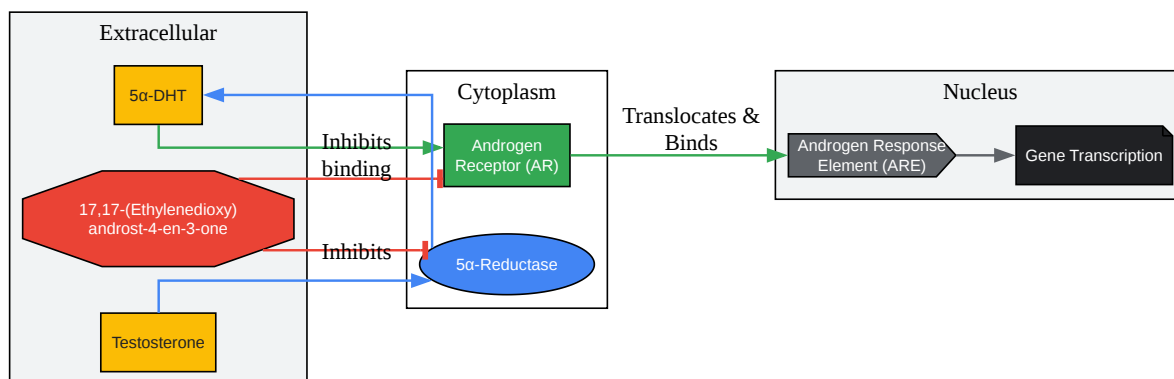 Extracellular
5α-DHT
17,17-(Ethylenedioxy)
androst-4-en-3-one
Testosterone
Inhibits
binding
Inhibits
Cytoplasm
Androgen
Receptor (AR)
5α-Reductase
Translocates &
Binds
Nucleus
Androgen Response
Element (ARE)
Gene Transcription